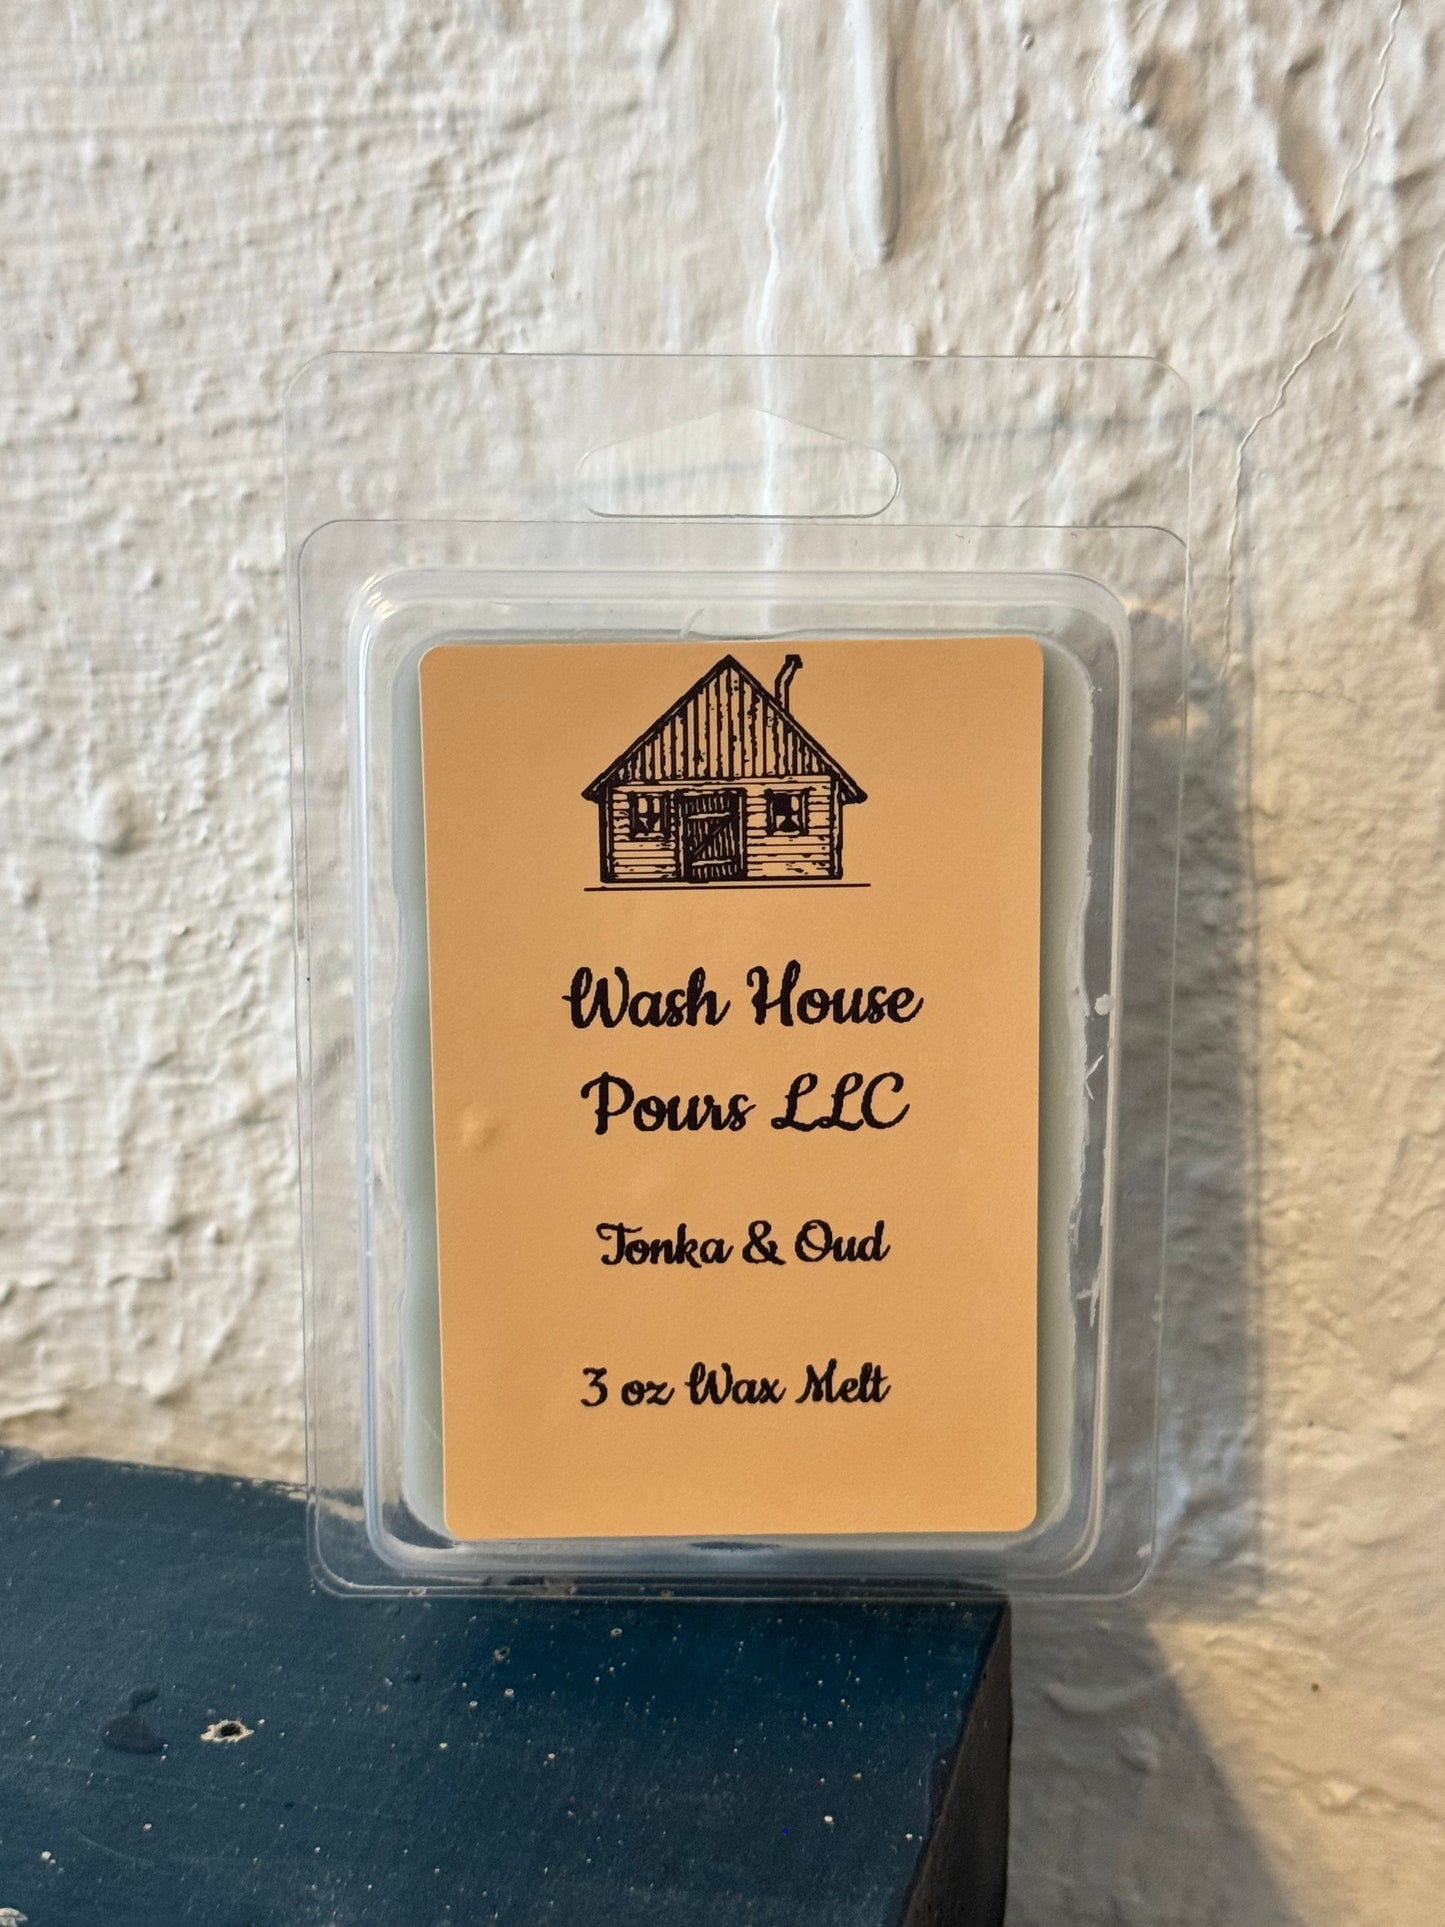 Wash House
Pours LLC
Tonka & Oud
3 oz Wax Melt